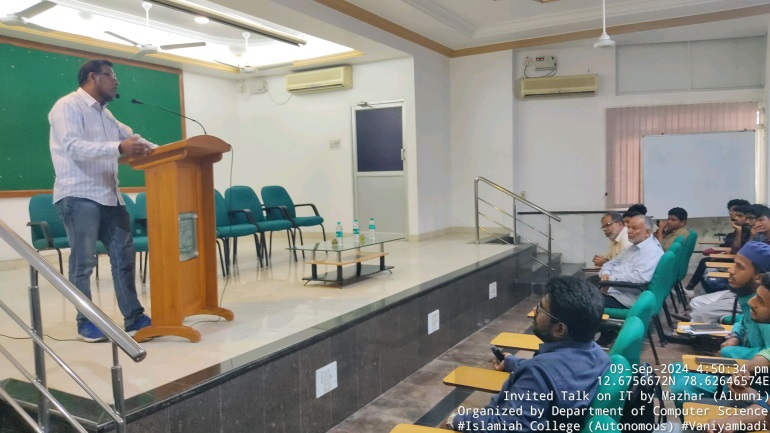 09-Sep-2024 4:50:34 pm
12.6756672N 78.62646574E
Invited Talk on IT by Mazhar (Alumni)
Organized by Department of Computer Science
#Islamiah College (Autonomous) #Vaniyambadi